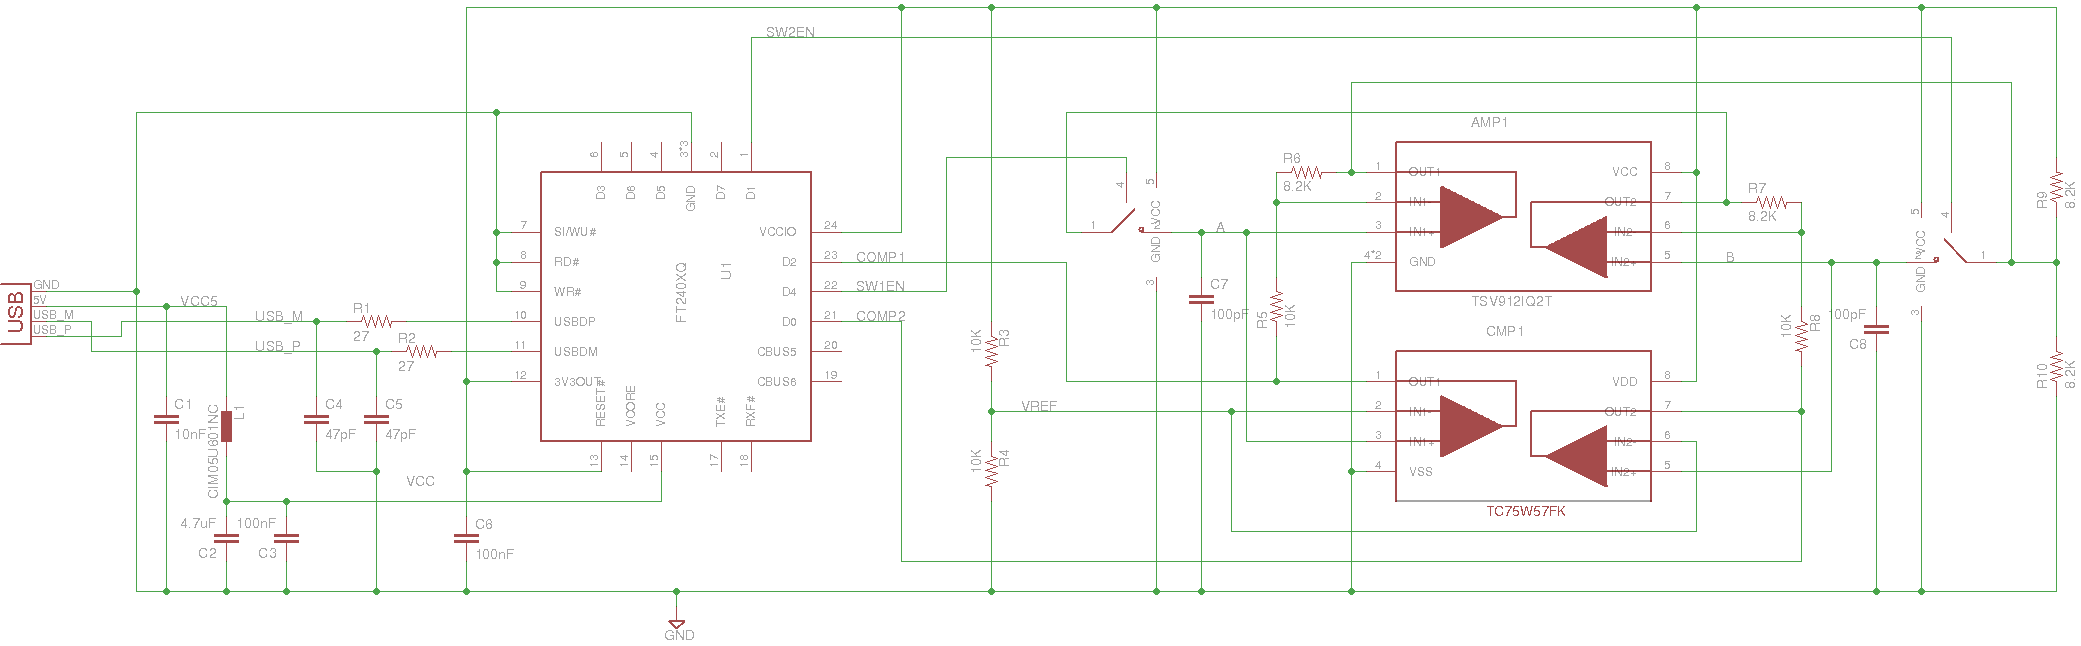 SW2EN
USB
GND
5V
USB_M
USB_P
VCC5
USB_M
USB_P
R1
27
R2
27
C1
10nF
CIM05U601NC
L1
C4
47pF
C5
47pF
VCC
4.7uF
C2
100nF
C3
C6
100nF
GND
6
5
4
3*3
2
1
D3
D6
D5
GND
D7
D1
7
SI/WU#
8
RD#
9
WR#
10
USBDP
11
USBDM
12
3V3OUT
FT240XQ
U1
VCCIO
24
D2
23
COMP1
D4
22
SW1EN
D0
21
COMP2
CBUS5
20
CBUS6
19
RESET#
VCORE
VCC
TXE#
RXF#
13
14
15
17
18
10K
R3
VREF
10K
R4
4
5
1
VCC
2
GND
3
A
C7
100pF
R6
8.2K
R5
10K
AMP1
1
OUT1
2
IN1-
3
IN1+
4*2
GND
VCC
8
OUT2
7
IN2-
6
IN2+
5
TSV912IQ2T
CMP1
1
OUT1
2
IN1-
3
IN1+
4
VSS
VDD
8
OUT2
7
IN2-
6
IN2+
5
TC75W57FK
R7
8.2K
B
10K
R8
100pF
C8
5
4
VCC
2
GND
1
3
R9
8.2K
R10
8.2K